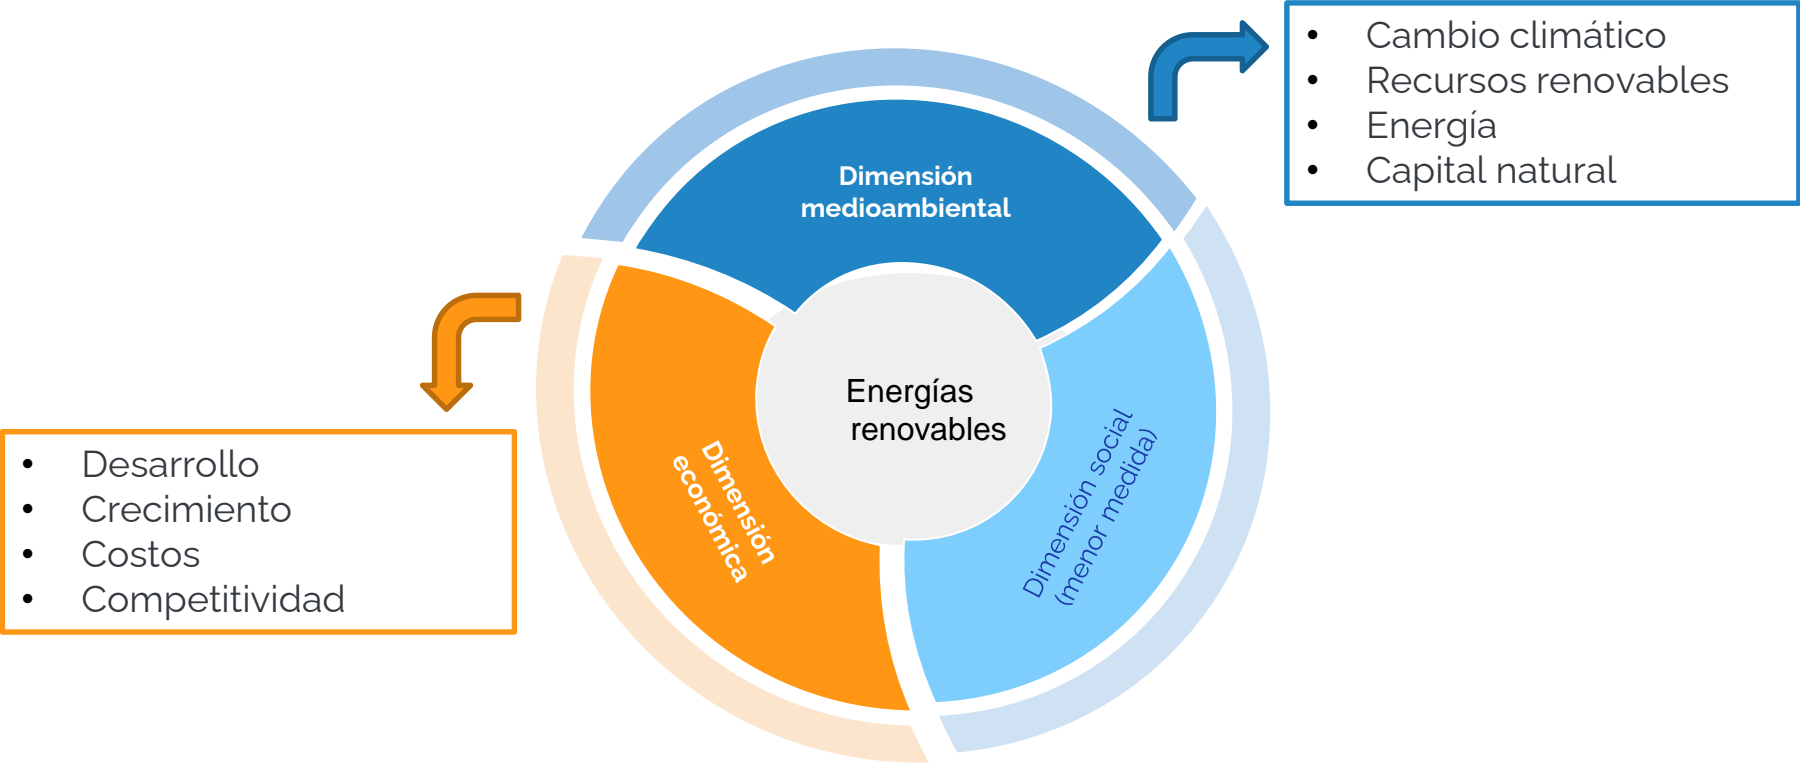 • Cambio climático
• Recursos renovables
• Energía
• Capital natural
Dimensión
medioambiental
Energías
renovables
Dimensión social
(menor medida)
Dimensión
económica
• Desarrollo
• Crecimiento
• Costos
• Competitividad